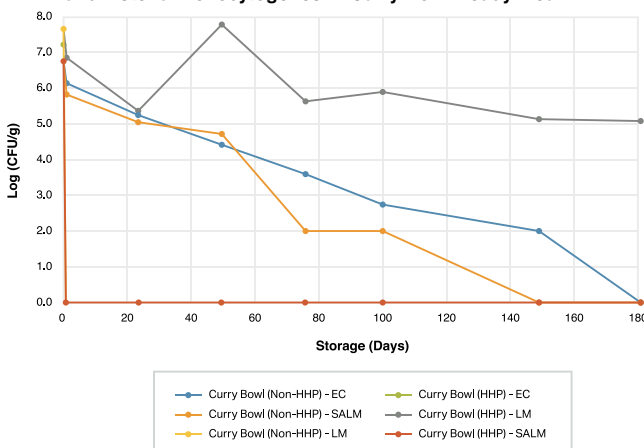 8.0
7.0
6.0
5.0
4.0
3.0
2.0
1.0
0.0
Log (CFU/g)
0 20 40 60 80 100 120 140 160 180
Storage (Days)
Curry Bowl (Non-HHP) - EC
Curry Bowl (HHP) - EC
Curry Bowl (Non-HHP) - SALM
Curry Bowl (HHP) - LM
Curry Bowl (Non-HHP) - LM
Curry Bowl (HHP) - SALM